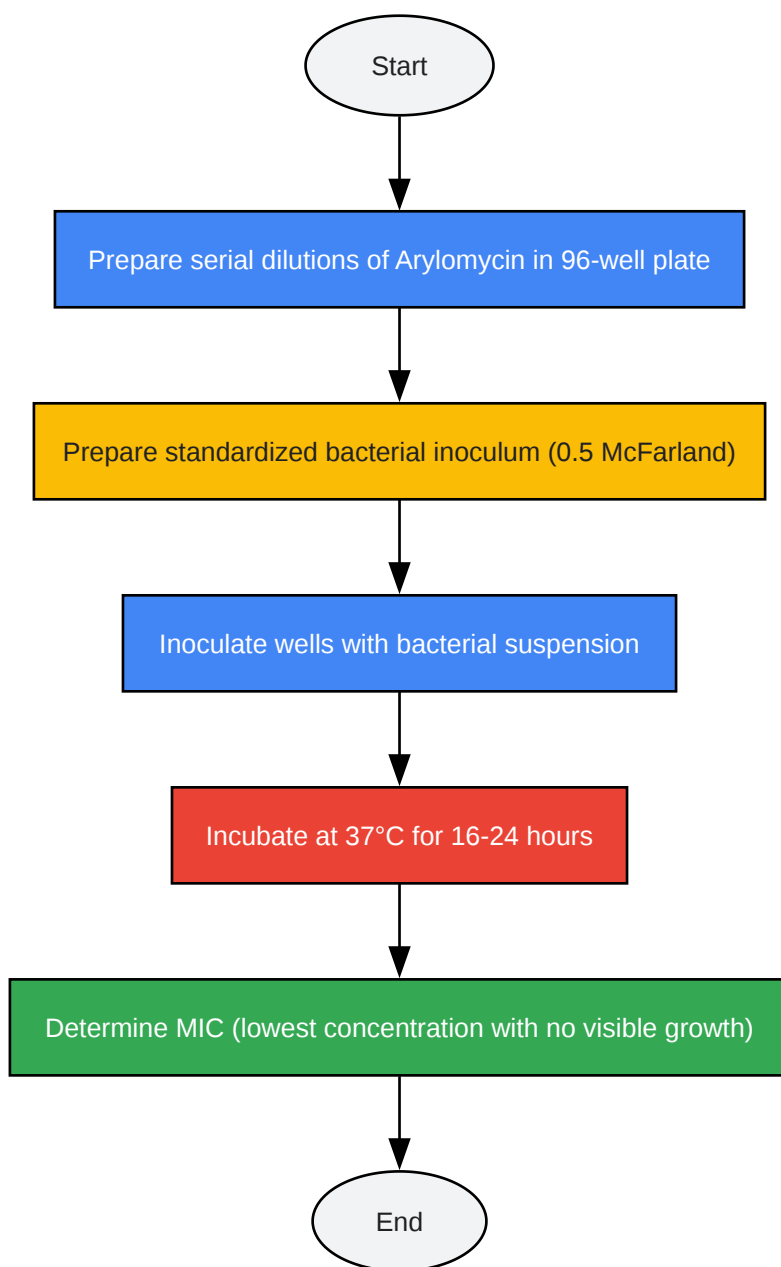 Start
Prepare serial dilutions of Arylomycin in 96-well plate
Prepare standardized bacterial inoculum (0.5 McFarland)
Inoculate wells with bacterial suspension
Incubate at 37°C for 16-24 hours
Determine MIC (lowest concentration with no visible growth)
End